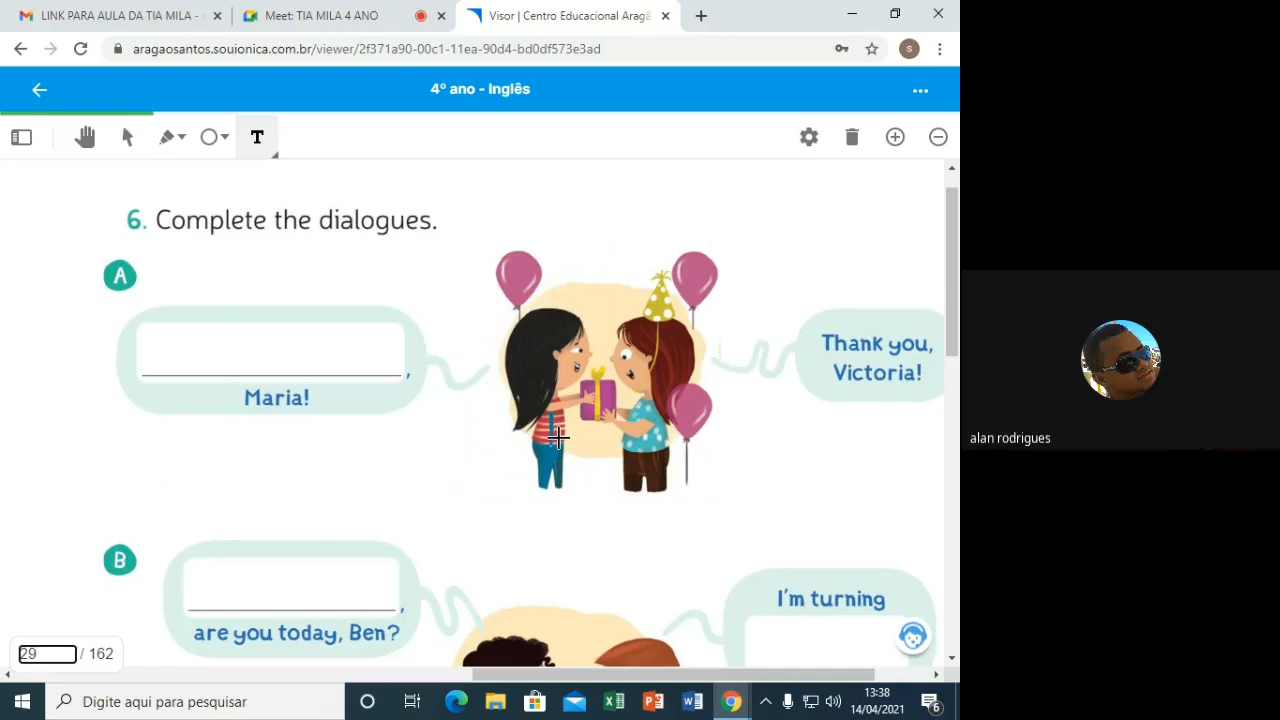 LINK PARA AULA DA TIA MILA - s
Meet: TIA MILA 4 ANO
Visor | Centro Educacional Aragã
aragaosantos.souionica.com.br/viewer/2f371a90-00c1-11ea-90d4-bd0df573e3ad
s
4º ano - Inglês
T
6. Complete the dialogues.
A
,
Maria!
Thank you,
Victoria!
B
,
are you today, Ben?
I'm turning
29 / 162
alan rodrigues
Digite aqui para pesquisar
13:38
14/04/2021
6